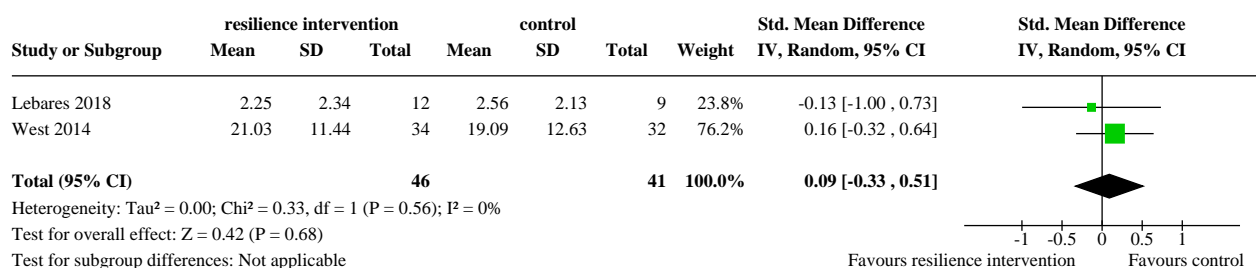 resilience intervention control Std. Mean Difference Std. Mean Difference
Study or Subgroup Mean SD Total Mean SD Total Weight IV, Random, 95% CI IV, Random, 95% CI
Lebares 2018 2.25 2.34 12 2.56 2.13 9 23.8% -0.13 [-1.00 , 0.73]
West 2014 21.03 11.44 34 19.09 12.63 32 76.2% 0.16 [-0.32 , 0.64]
Total (95% CI) 46 41 100.0% 0.09 [-0.33 , 0.51]
Heterogeneity: Tau² = 0.00; Chi² = 0.33, df = 1 (P = 0.56); I² = 0%
Test for overall effect: Z = 0.42 (P = 0.68)
-1 -0.5 0 0.5 1
Test for subgroup differences: Not applicable Favours resilience intervention Favours control